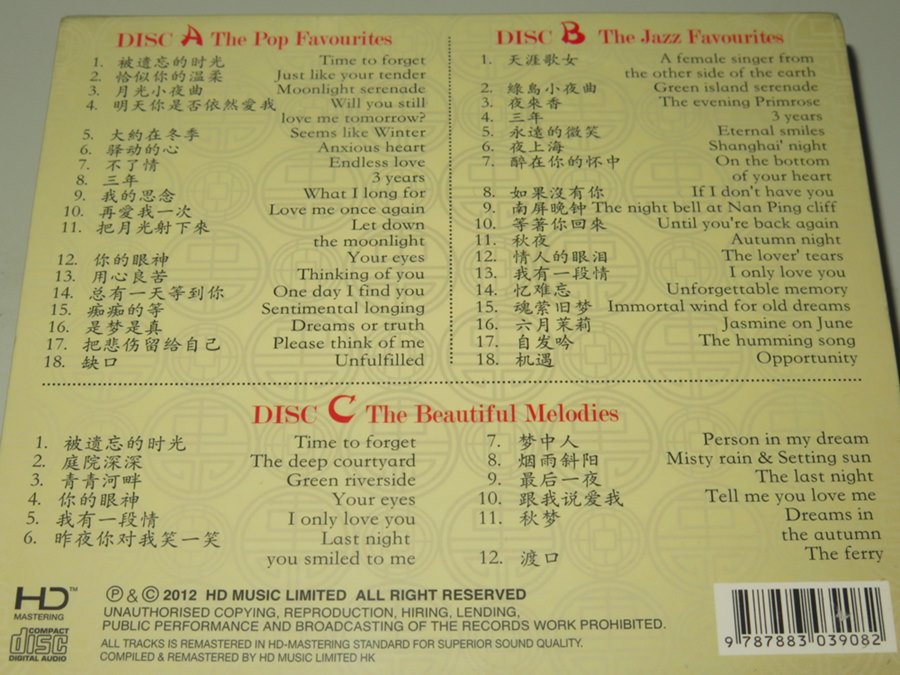 DISC A The Pop Favourites
1. 被遗忘的时光 Time to forget
2. 恰似你的温柔 Just like your tender
3. 月光小夜曲 Moonlight serenade
4. 明天你是否依然爱我 Will you still
love me tomorrow?
5. 大約在冬季 Seems like Winter
6. 驿动的心 Anxious heart
7. 不了情 Endless love
8. 三年 3 years
9. 我的思念 What I long for
10. 再愛我一次 Love me once again
11. 把月光射下來 Let down
the moonlight
12. 你的眼神 Your eyes
13. 用心良苦 Thinking of you
14. 总有一天等到你 One day I find you
15. 痴痴的等 Sentimental longing
16. 是梦是真 Dreams or truth
17. 把悲伤留给自己 Please think of me
18. 缺口 Unfulfilled
DISC B The Jazz Favourites
1. 天涯歌女 A female singer from
the other side of the earth
2. 綠島小夜曲 Green island serenade
3. 夜來香 The evening Primrose
4. 三年 3 years
5. 永遠的微笑 Eternal smiles
6. 夜上海 Shanghai' night
7. 醉在你的怀中 On the bottom
of your heart
8. 如果沒有你 If I don't have you
9. 南屏晚钟 The night bell at Nan Ping cliff
10. 等著你回來 Until you're back again
11. 秋夜 Autumn night
12. 情人的眼泪 The lover' tears
13. 我有一段情 I only love you
14. 忆难忘 Unforgettable memory
15. 魂萦旧梦 Immortal wind for old dreams
16. 六月茉莉 Jasmine on June
17. 自发吟 The humming song
18. 机遇 Opportunity
DISC C The Beautiful Melodies
1. 被遗忘的时光 Time to forget
2. 庭院深深 The deep courtyard
3. 青青河畔 Green riverside
4. 你的眼神 Your eyes
5. 我有一段情 I only love you
6. 昨夜你对我笑一笑 Last night
you smiled to me
7. 梦中人 Person in my dream
8. 烟雨斜阳 Misty rain & Setting sun
9. 最后一夜 The last night
10. 跟我说爱我 Tell me you love me
11. 秋梦 Dreams in
the autumn
12. 渡口 The ferry
HD™
MASTERING
COMPACT
disc
DIGITAL AUDIO
Ⓟ & © 2012 HD MUSIC LIMITED ALL RIGHT RESERVED
UNAUTHORISED COPYING, REPRODUCTION, HIRING, LENDING,
PUBLIC PERFORMANCE AND BROADCASTING OF THE RECORDS WORK PROHIBITED.
ALL TRACKS IS REMASTERED IN HD-MASTERING STANDARD FOR SUPERIOR SOUND QUALITY.
COMPILED & REMASTERED BY HD MUSIC LIMITED HK
9 787883 039082